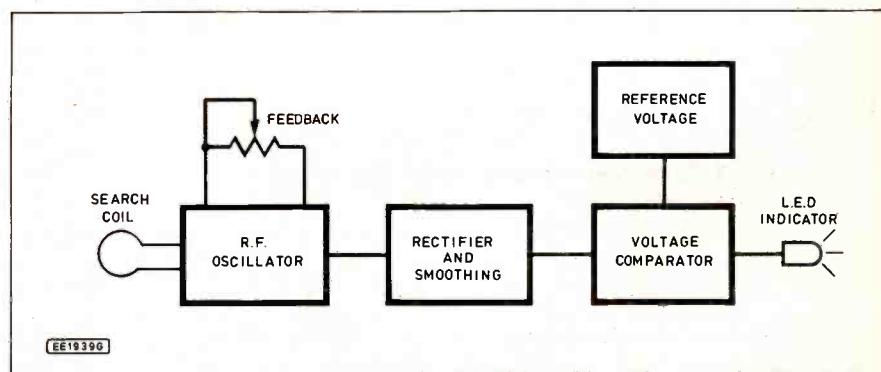 FEEDBACK
REFERENCE
VOLTAGE
SEARCH
COIL
R.F.
OSCILLATOR
RECTIFIER
AND
SMOOTHING
VOLTAGE
COMPARATOR
L.E.D
INDICATOR
EE1939G